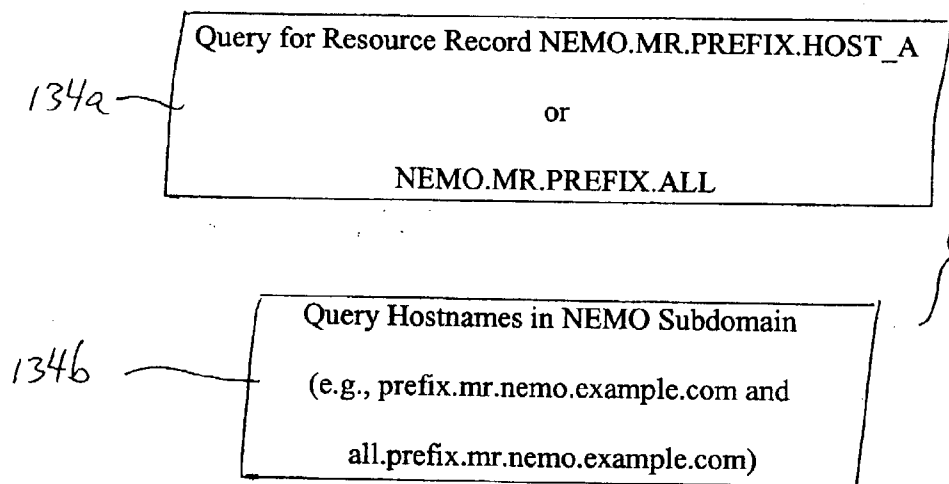 Query for Resource Record NEMO.MR.PREFIX.HOST_A
134a
or
NEMO.MR.PREFIX.ALL
Query Hostnames in NEMO Subdomain
134b
(e.g., prefix.mr.nemo.example.com and
all.prefix.mr.nemo.example.com)